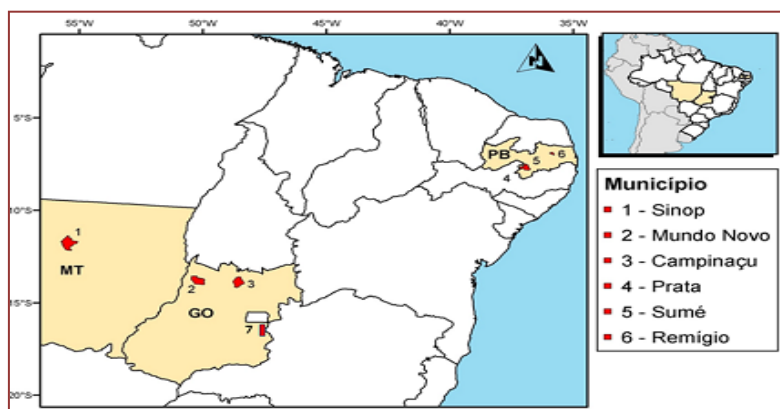 55°W 50°W 45°W 40°W 35°W
N
5°S
PB
6
5
4
10°S
1
MT
2
3
GO
15°S
7
20°S
Município
1 - Sinop
2 - Mundo Novo
3 - Campinaçu
4 - Prata
5 - Sumé
6 - Remígio